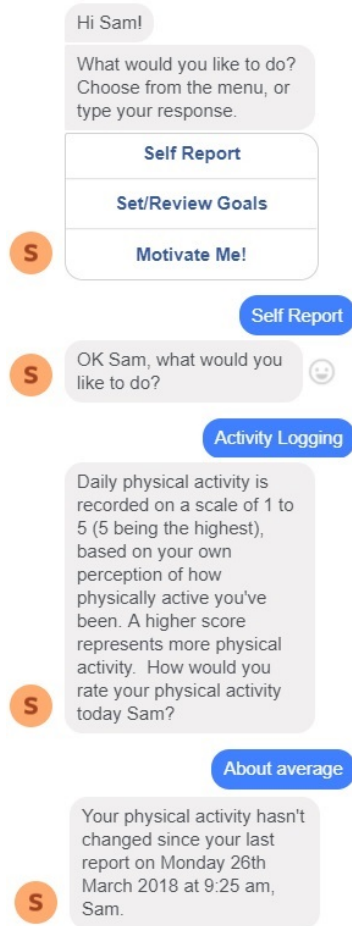 Hi Sam!
What would you like to do?
Choose from the menu, or
type your response.
Self Report
Set/Review Goals
S
Motivate Me!
Self Report
S
OK Sam, what would you
like to do?
Activity Logging
Daily physical activity is
recorded on a scale of 1 to
5 (5 being the highest),
based on your own
perception of how
physically active you've
been. A higher score
represents more physical
activity. How would you
rate your physical activity
S
today Sam?
About average
Your physical activity hasn't
changed since your last
report on Monday 26th
March 2018 at 9:25 am,
S
Sam.